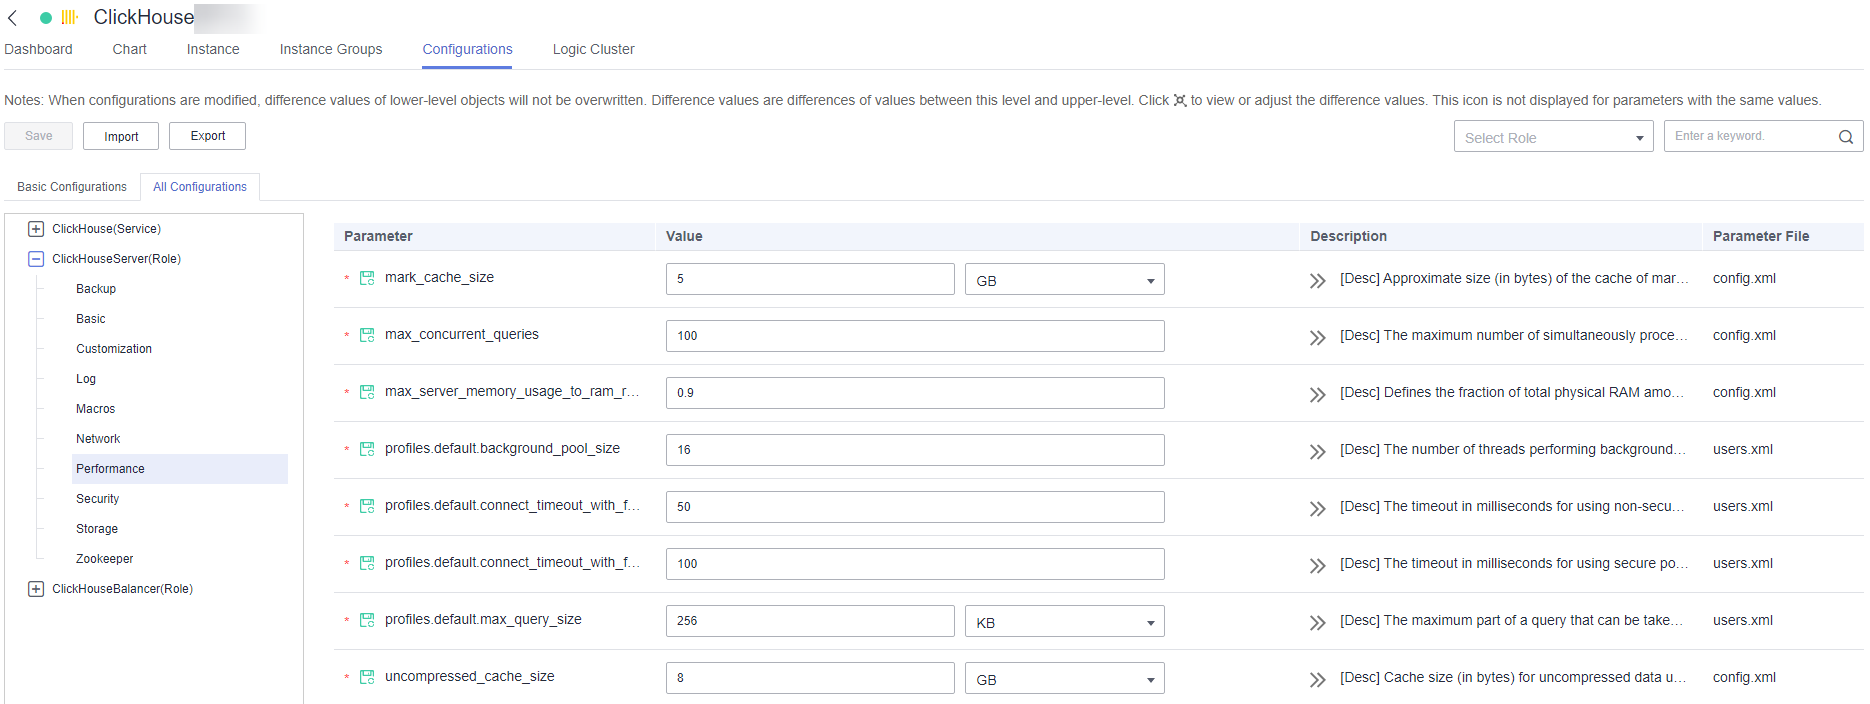 ClickHouse
Dashboard Chart Instance Instance Groups Configurations Logic Cluster
Notes: When configurations are modified, difference values of lower-level objects will not be overwritten. Difference values are differences of values between this level and upper-level. Click to view or adjust the difference values. This icon is not displayed for parameters with the same values.
Save Import Export Select Role Enter a keyword.
Basic Configurations All Configurations
ClickHouse(Service)
ClickHouseServer(Role)
Backup
Basic
Customization
Log
Macros
Network
Performance
Security
Storage
Zookeeper
ClickHouseBalancer(Role)
Parameter Value Description Parameter File
* mark_cache_size 5 GB [Desc] Approximate size (in bytes) of the cache of mar... config.xml
* max_concurrent_queries 100 [Desc] The maximum number of simultaneously proce... config.xml
* max_server_memory_usage_to_ram_r... 0.9 [Desc] Defines the fraction of total physical RAM amo... config.xml
* profiles.default.background_pool_size 16 [Desc] The number of threads performing background... users.xml
* profiles.default.connect_timeout_with_f... 50 [Desc] The timeout in milliseconds for using non-secu... users.xml
* profiles.default.connect_timeout_with_f... 100 [Desc] The timeout in milliseconds for using secure po... users.xml
* profiles.default.max_query_size 256 KB [Desc] The maximum part of a query that can be take... users.xml
* uncompressed_cache_size 8 GB [Desc] Cache size (in bytes) for uncompressed data u... config.xml